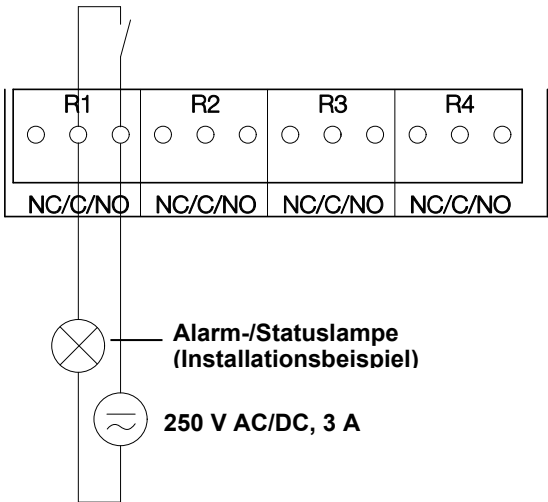 R1 R2 R3 R4
NC/C/NO NC/C/NO NC/C/NO NC/C/NO
Alarm-/Statuslampe
(Installationsbeispiel)
250 V AC/DC, 3 A